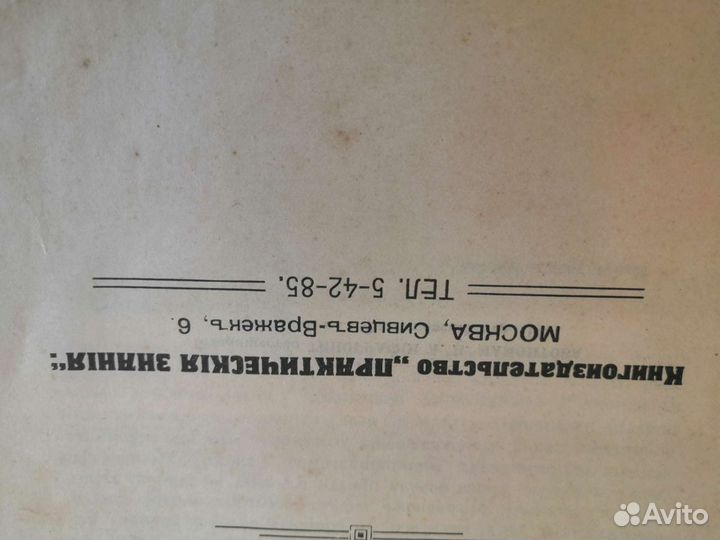 Книгоиздательство „ПРАКТИЧЕСКІЯ ЗНАНІЯ“:
МОСКВА, Сивцевъ-Вражекъ, 6.
ТЕЛ. 5-42-85.
Avito